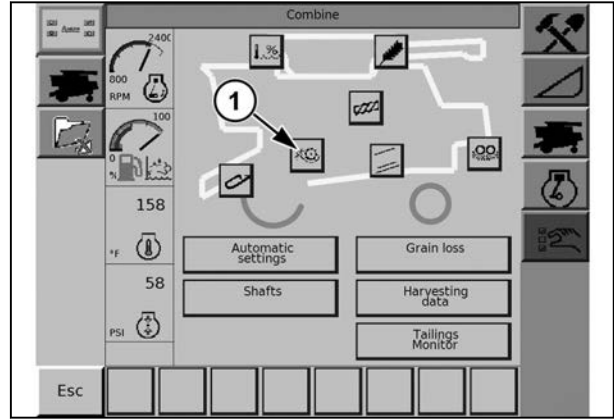 Combine
2400
800
RPM
1
100
0
%
158
°F
Automatic
settings
Grain loss
58
Shafts
Harvesting
data
PSI
Tailings
Monitor
Esc